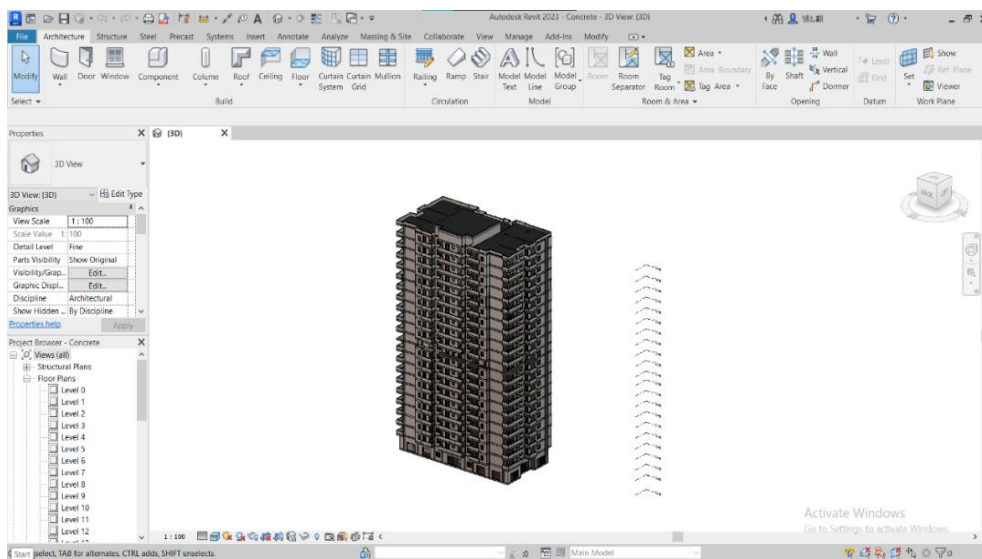 Autodesk Revit 2023 - Concrete - 3D View: {3D}
File Architecture Structure Steel Precast Systems Insert Annotate Analyze Massing & Site Collaborate View Manage Add-Ins Modify
Modify Wall Door Window Component Column Roof Ceiling Floor Curtain System Curtain Grid Mullion Railing Ramp Stair Model Text Model Line Model Group Room Room Separator Tag Room Area
Area Boundary
Tag Area
By Face Shaft Wall
Vertical
Dormer
Level
Grid
Set Show
Ref Plane
Viewer
Select Build Circulation Model Room & Area Opening Datum Work Plane
Properties
{3D}
3D View
3D View: {3D} Edit Type
Graphics
View Scale 1 : 100
Scale Value 1: 100
Detail Level Fine
Parts Visibility Show Original
Visibility/Grap... Edit...
Graphic Displ... Edit...
Discipline Architectural
Show Hidden ... By Discipline
Properties help Apply
Project Browser - Concrete
Views (all)
Structural Plans
Floor Plans
Level 0
Level 1
Level 2
Level 3
Level 4
Level 5
Level 6
Level 7
Level 8
Level 9
Level 10
Level 11
Level 12
BACK
Activate Windows
Go to Settings to activate Windows.
1 : 100
Start select, TAB for alternates, CTRL adds, SHIFT unselects.
Main Model